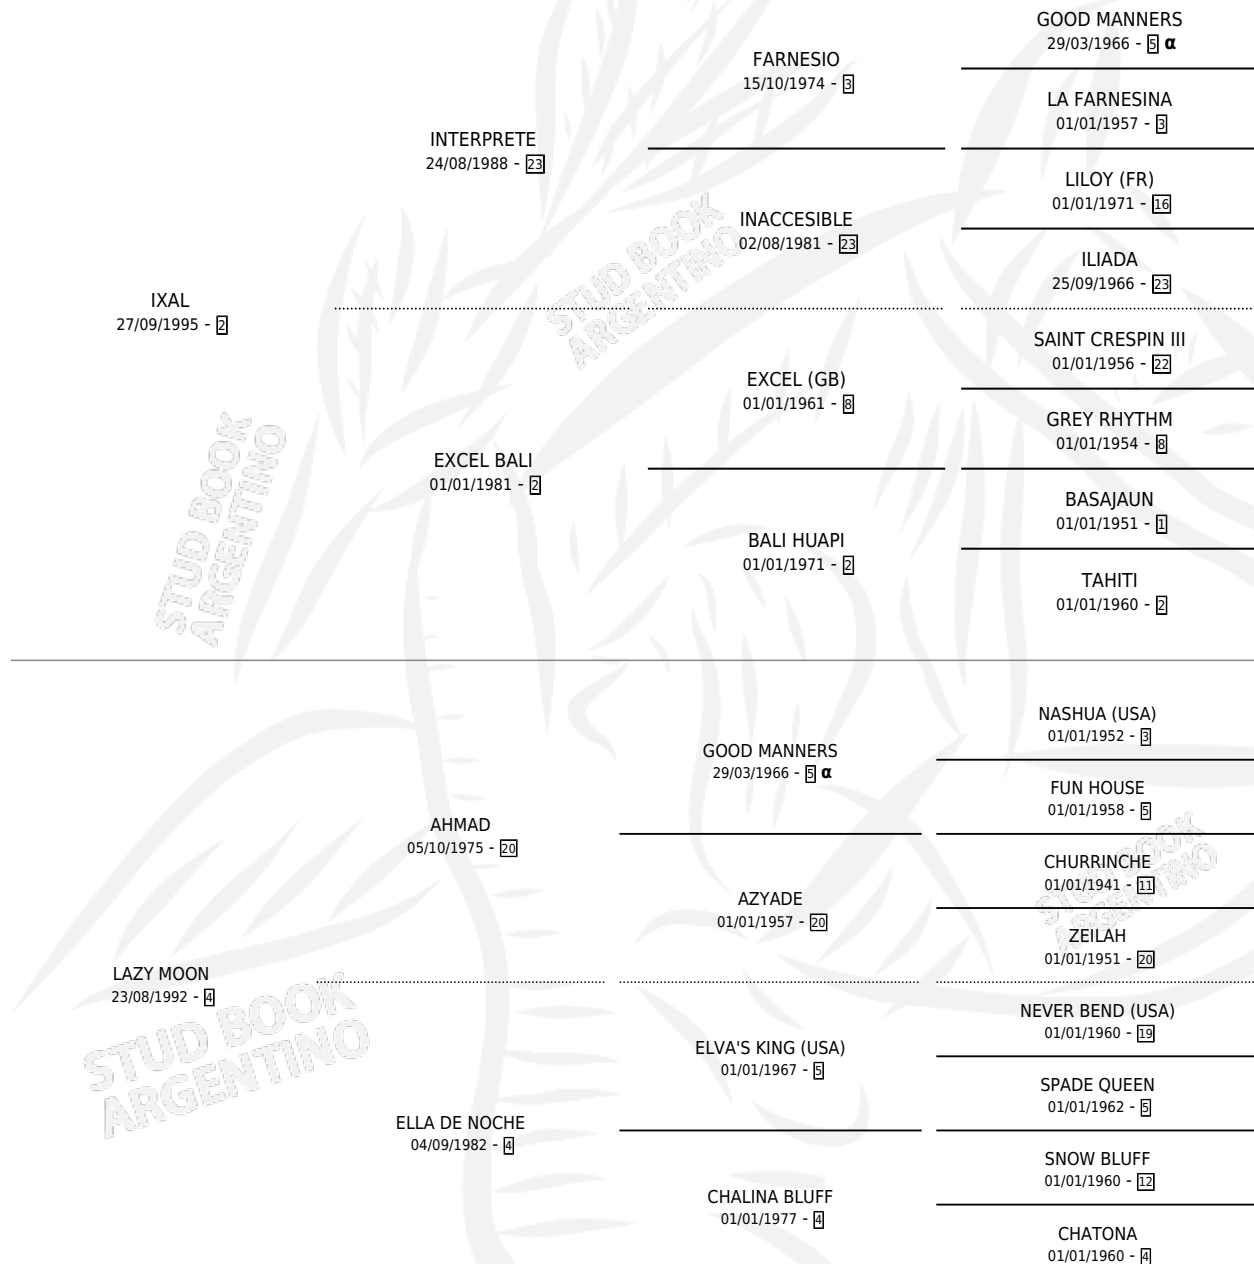 GOOD MANNERS
29/03/1966 - 5 α
FARNESIO
15/10/1974 - 3
LA FARNESINA
01/01/1957 - 3
INTERPRETE
24/08/1988 - 23
LILOY (FR)
01/01/1971 - 16
INACCESIBLE
02/08/1981 - 23
ILIADA
25/09/1966 - 23
STUD BOOK
ARGENTINO
IXAL
27/09/1995 - 2
SAINT CRESPIN III
01/01/1956 - 22
EXCEL (GB)
01/01/1961 - 8
GREY RHYTHM
01/01/1954 - 8
EXCEL BALI
01/01/1981 - 2
BASAJAUN
01/01/1951 - 1
STUD BOOK
ARGENTINO
BALI HUAPI
01/01/1971 - 2
TAHITI
01/01/1960 - 2
NASHUA (USA)
01/01/1952 - 3
GOOD MANNERS
29/03/1966 - 5 α
FUN HOUSE
01/01/1958 - 5
AHMAD
05/10/1975 - 20
CHURRINCHE
01/01/1941 - 11
STUD BOOK
ARGENTINO
AZYADE
01/01/1957 - 20
ZEILAH
01/01/1951 - 20
LAZY MOON
23/08/1992 - 4
STUD BOOK
ARGENTINO
NEVER BEND (USA)
01/01/1960 - 19
ELVA'S KING (USA)
01/01/1967 - 5
SPADE QUEEN
01/01/1962 - 5
ELLA DE NOCHE
04/09/1982 - 4
SNOW BLUFF
01/01/1960 - 12
CHALINA BLUFF
01/01/1977 - 4
CHATONA
01/01/1960 - 4